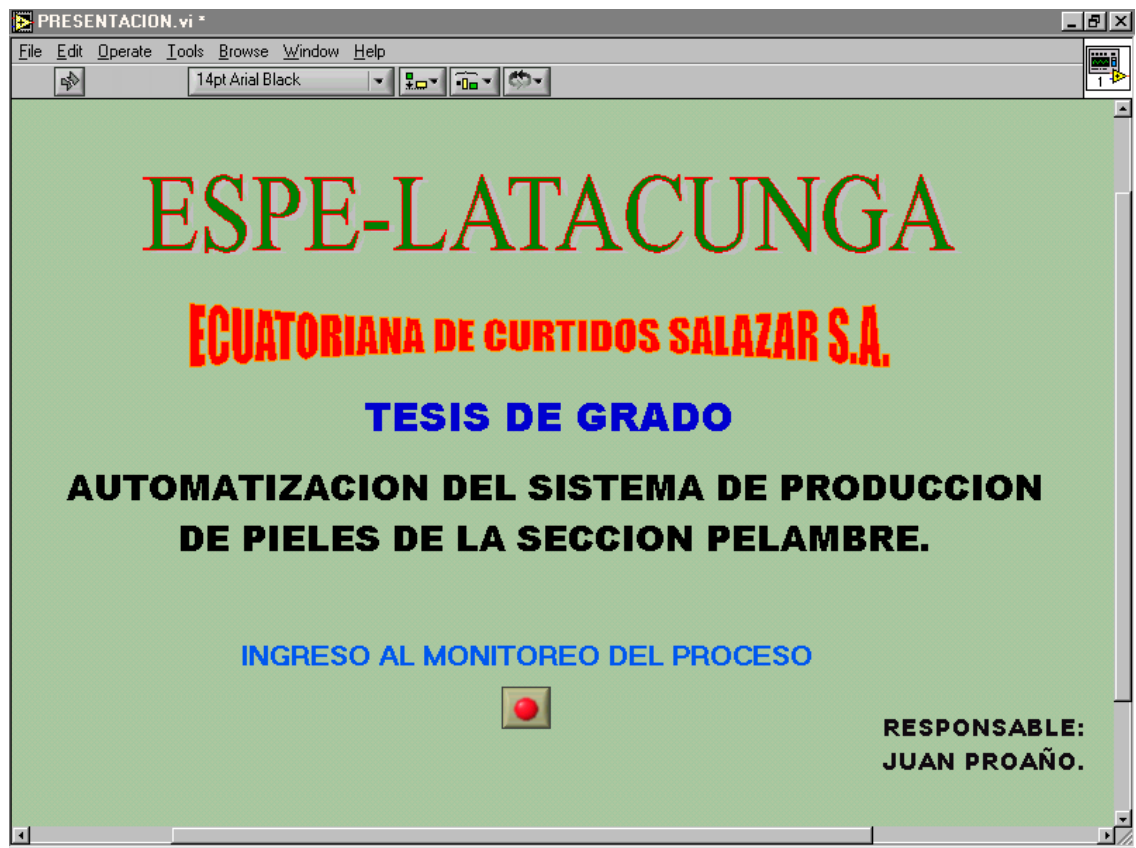 PRESENTACION.vi *
File Edit Operate Tools Browse Window Help
14pt Arial Black
1
ESPE-LATACUNGA
ECUATORIANA DE CURTIDOS SALAZAR S.A.
TESIS DE GRADO
AUTOMATIZACION DEL SISTEMA DE PRODUCCION
DE PIELES DE LA SECCION PELAMBRE.
INGRESO AL MONITOREO DEL PROCESO
RESPONSABLE:
JUAN PROAÑO.